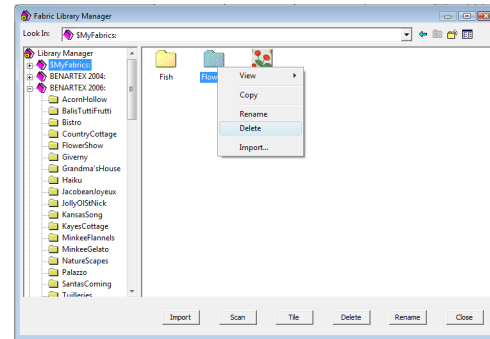 Fabric Library Manager
Look In: $MyFabrics:
Library Manager
$MyFabrics:
BENARTEX 2004:
BENARTEX 2006:
AcornHollow
BalisTuttiFrutti
Bistro
CountryCottage
FlowerShow
Giverny
Grandma'sHouse
Haiku
JacobeanJoyeux
JollyOlStNick
KansasSong
KayesCottage
MinkeeFlannels
MinkeeGelato
NatureScapes
Palazzo
SantasComing
Tuilleries
Fish Flow
View
Copy
Rename
Delete
Import...
Import Scan Tile Delete Rename Close